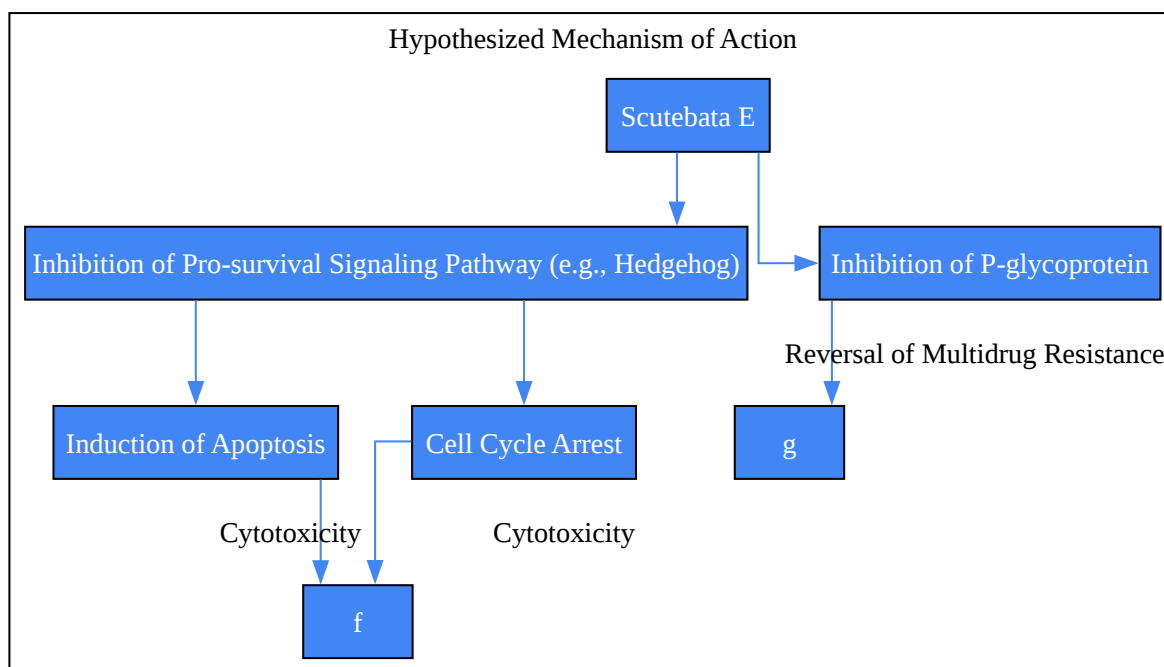 Hypothesized Mechanism of Action
Scutebata E
Inhibition of Pro-survival Signaling Pathway (e.g., Hedgehog)
Inhibition of P-glycoprotein
Reversal of Multidrug Resistance
Induction of Apoptosis
Cell Cycle Arrest
g
Cytotoxicity
Cytotoxicity
f